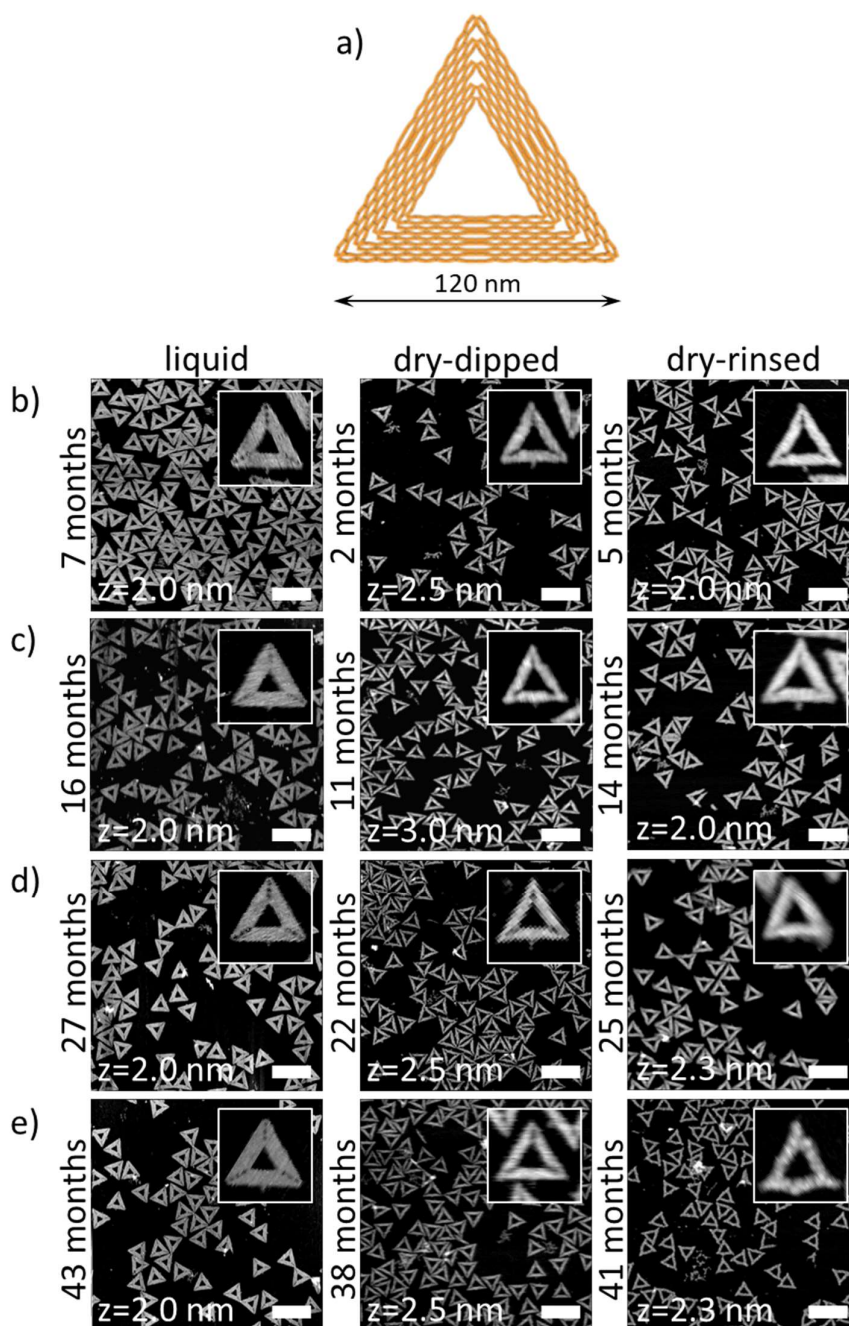 a)
120 nm
liquid dry-dipped dry-rinsed
b)
7 months
z=2.0 nm
2 months
z=2.5 nm
5 months
z=2.0 nm
c)
16 months
z=2.0 nm
11 months
z=3.0 nm
14 months
z=2.0 nm
d)
27 months
z=2.0 nm
22 months
z=2.5 nm
25 months
z=2.3 nm
e)
43 months
z=2.0 nm
38 months
z=2.5 nm
41 months
z=2.3 nm